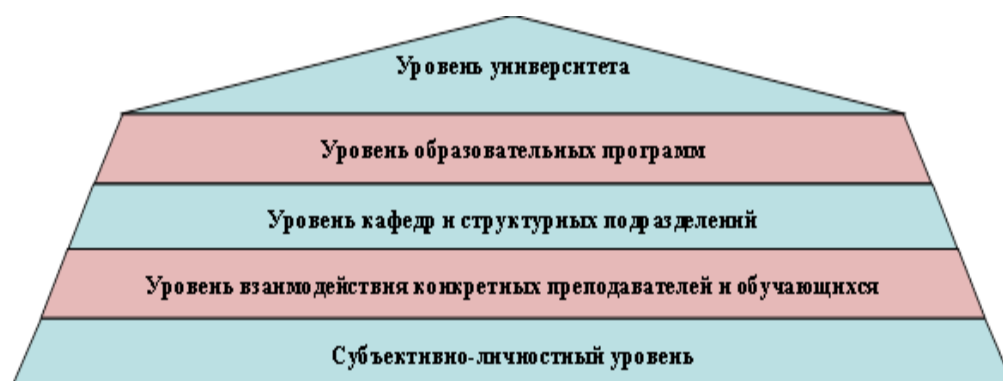 Уровень университета
Уровень образовательных программ
Уровень кафедр и структурных подразделений
Уровень взаимодействия конкретных преподавателей и обучающихся
Субъективно-личностный уровень